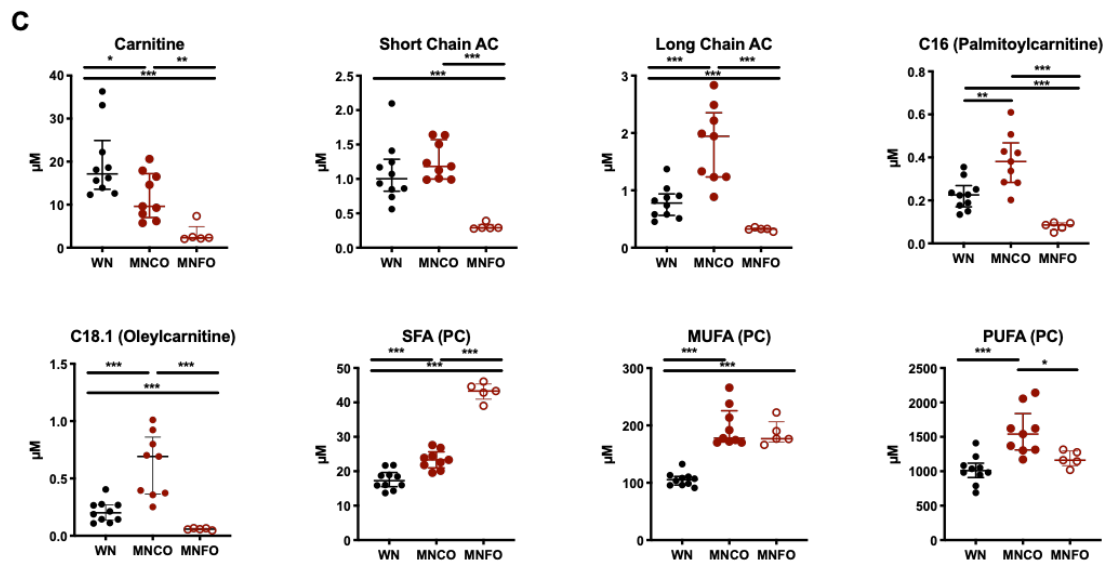 C
Carnitine
* **
***
40
30
20
10
0
µM
WN MNCO MNFO
Short Chain AC
***
***
2.5
2.0
1.5
1.0
0.5
0.0
µM
WN MNCO MNFO
Long Chain AC
*** ***
***
3
2
1
0
µM
WN MNCO MNFO
C16 (Palmitoylcarnitine)
***
***
**
0.8
0.6
0.4
0.2
0.0
µM
WN MNCO MNFO
C18.1 (Oleylcarnitine)
*** ***
***
1.5
1.0
0.5
0.0
µM
WN MNCO MNFO
SFA (PC)
*** ***
***
50
40
30
20
10
0
µM
WN MNCO MNFO
MUFA (PC)
***
***
300
200
100
0
µM
WN MNCO MNFO
PUFA (PC)
***
*
2500
2000
1500
1000
500
0
µM
WN MNCO MNFO